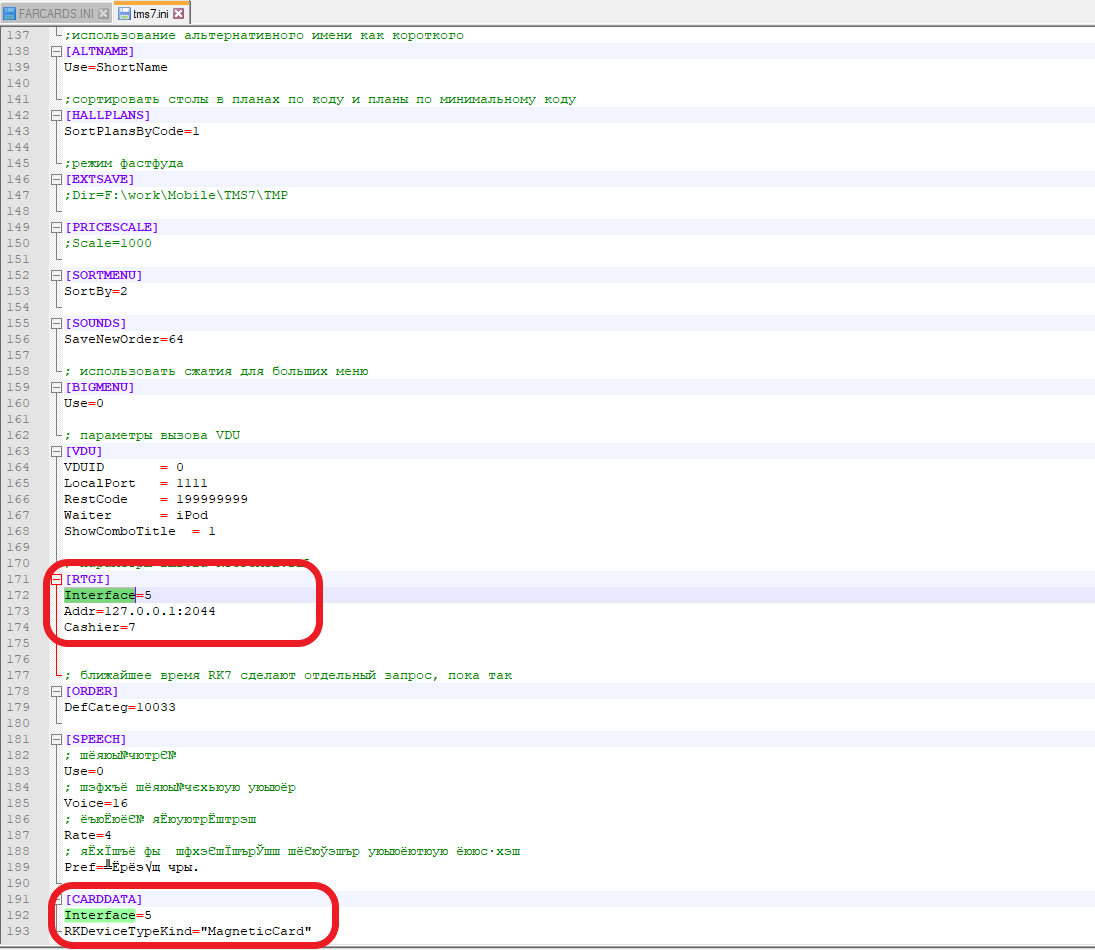 FARCARDS.INI tms7.ini
137 ;использование альтернативного имени как короткого
138 [ALTNAME]
139 Use=ShortName
140
141 ;сортировать столы в планах по коду и планы по минимальному коду
142 [HALLPLANS]
143 SortPlansByCode=1
144
145 ;режим фастфуда
146 [EXTSAVE]
147 ;Dir=F:\work\Mobile\TMS7\TMP
148
149 [PRICESCALE]
150 ;Scale=1000
151
152 [SORTMENU]
153 SortBy=2
154
155 [SOUNDS]
156 SaveNewOrder=64
157
158 ; использовать сжатия для больших меню
159 [BIGMENU]
160 Use=0
161
162 ; параметры вызова VDU
163 [VDU]
164 VDUID = 0
165 LocalPort = 1111
166 RestCode = 199999999
167 Waiter = iPod
168 ShowComboTitle = 1
169
170 ; параметры вызова
171 [RTGI]
172 Interface=5
173 Addr=127.0.0.1:2044
174 Cashier=7
175
176
177 ; ближайшее время RK7 сделают отдельный запрос, пока так
178 [ORDER]
179 DefCateg=10033
180
181 [SPEECH]
182 ; шёяюы№чютрЄ№
183 Use=0
184 ; шэфхъё шёяюы№чєхьюую уюыюёр
185 Voice=16
186 ; ёъюЁюёЄ№ яЁюуютрЁштрэш
187 Rate=4
188 ; яЁхЇшъё фы шфхэЄшЇшърЎшш шёЄюўэшър уюыюёютюую ёююс∙хэш
189 Pref=╩Ёрёэ√щ чры.
190
191 [CARDDATA]
192 Interface=5
193 RKDeviceTypeKind="MagneticCard"